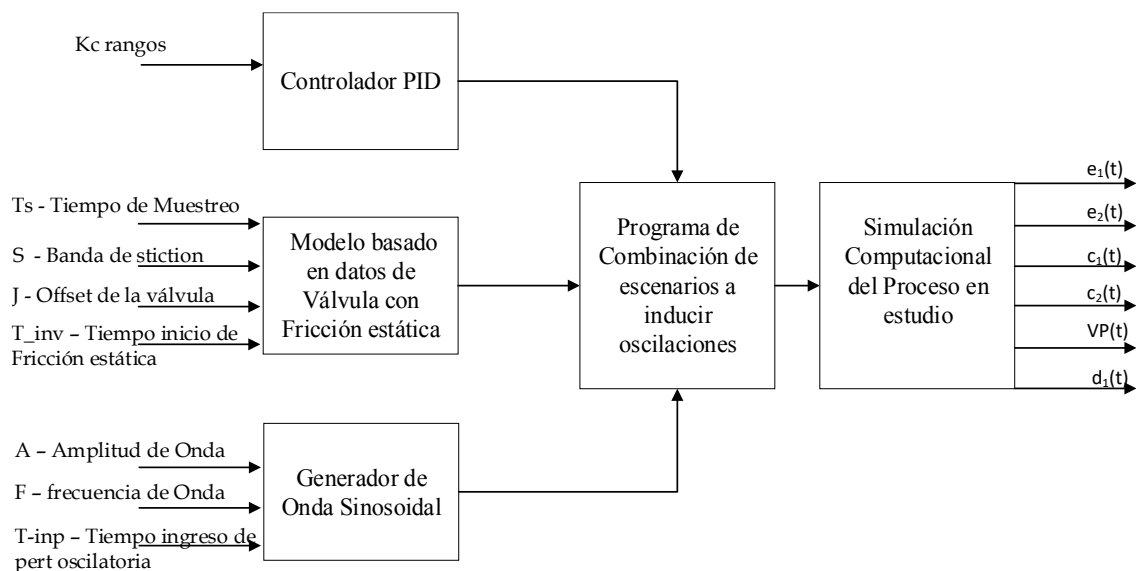 Kc rangos
Controlador PID
Ts - Tiempo de Muestreo
S - Banda de stiction
J - Offset de la válvula
T_inv – Tiempo inicio de
Fricción estática
Modelo basado
en datos de
Válvula con
Fricción estática
A – Amplitud de Onda
F – frecuencia de Onda
T-inp – Tiempo ingreso de
pert oscilatoria
Generador de
Onda Sinosoidal
Programa de
Combinación de
escenarios a
inducir
oscilaciones
Simulación
Computacional
del Proceso en
estudio
e₁(t)
e₂(t)
c₁(t)
c₂(t)
VP(t)
d₁(t)